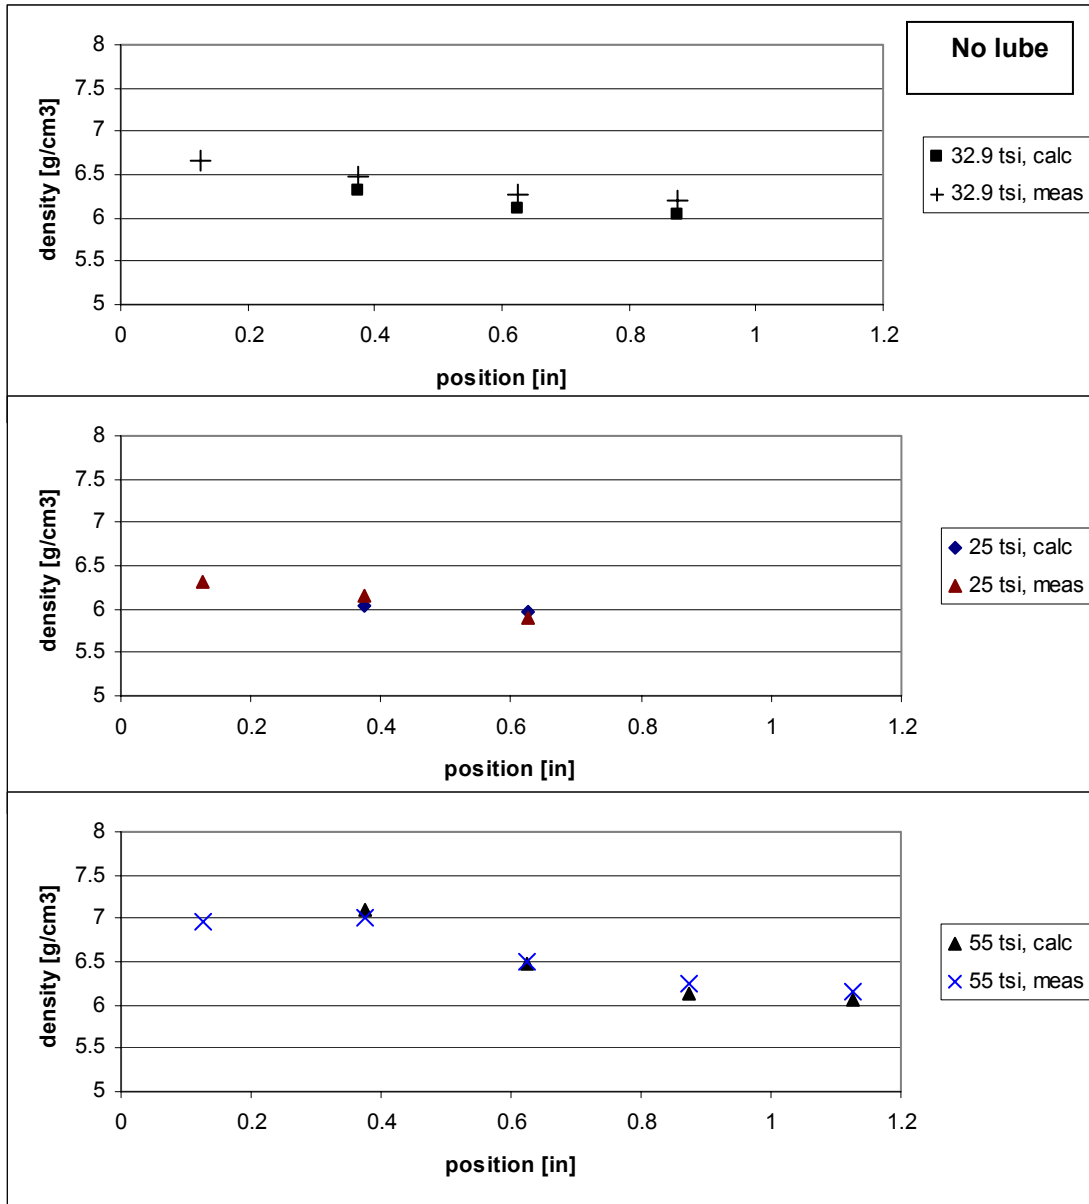 No lube
8
7.5
7
6.5
6
5.5
5
density [g/cm3]
0 0.2 0.4 0.6 0.8 1 1.2
position [in]
32.9 tsi, calc
32.9 tsi, meas
8
7.5
7
6.5
6
5.5
5
density [g/cm3]
0 0.2 0.4 0.6 0.8 1 1.2
position [in]
25 tsi, calc
25 tsi, meas
8
7.5
7
6.5
6
5.5
5
density [g/cm3]
0 0.2 0.4 0.6 0.8 1 1.2
position [in]
55 tsi, calc
55 tsi, meas